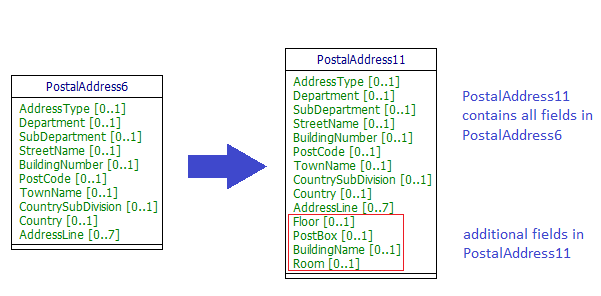 PostalAddress6
AddressType [0..1]
Department [0..1]
SubDepartment [0..1]
StreetName [0..1]
BuildingNumber [0..1]
PostCode [0..1]
TownName [0..1]
CountrySubDivision [0..1]
Country [0..1]
AddressLine [0..7]
PostalAddress11
AddressType [0..1]
Department [0..1]
SubDepartment [0..1]
StreetName [0..1]
BuildingNumber [0..1]
PostCode [0..1]
TownName [0..1]
CountrySubDivision [0..1]
Country [0..1]
AddressLine [0..7]
Floor [0..1]
PostBox [0..1]
BuildingName [0..1]
Room [0..1]
PostalAddress11
contains all fields in
PostalAddress6
additional fields in
PostalAddress11